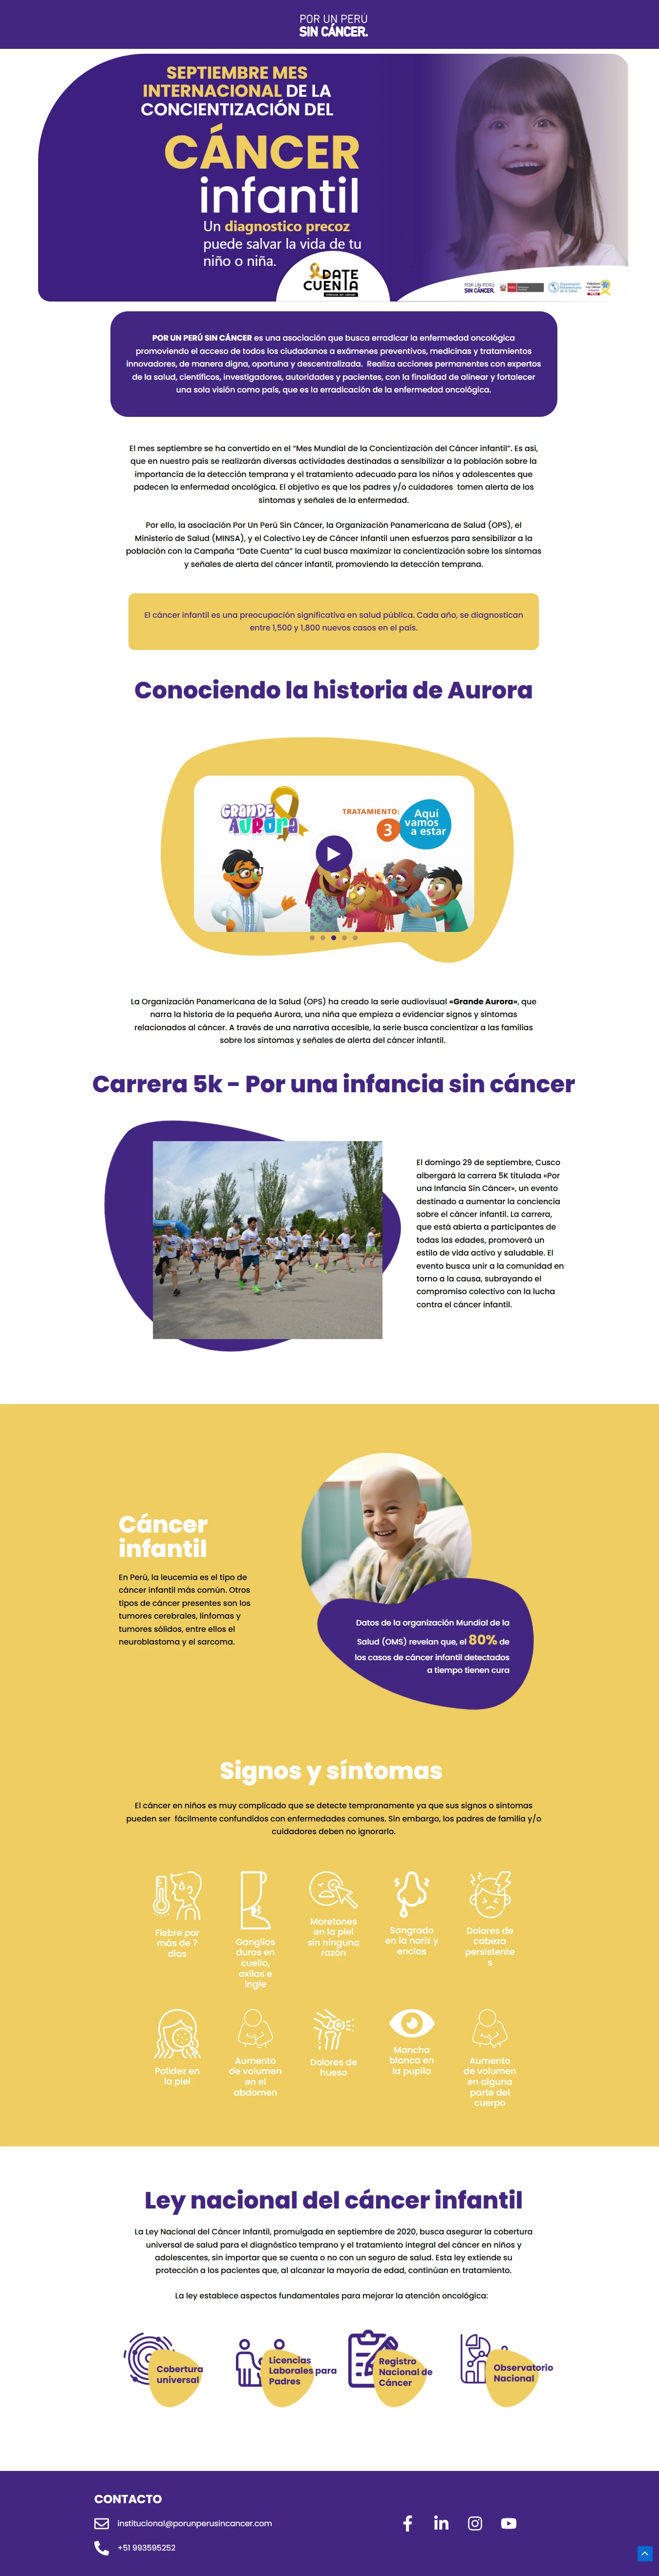 POR UN PERÚ
SIN CÁNCER.
SEPTIEMBRE MES
INTERNACIONAL DE LA
CONCIENTIZACIÓN DEL
CÁNCER
infantil
Un diagnostico precoz
puede salvar la vida de tu
niño o niña.
DATE
CUENTA
POR UN PERÚ
SIN CÁNCER.
POR UN PERÚ SIN CÁNCER es una asociación que busca erradicar la enfermedad oncológica
promoviendo el acceso de todos los ciudadanos a exámenes preventivos, medicinas y tratamientos
innovadores, de manera digna, oportuna y descentralizada. Realiza acciones permanentes con expertos
de la salud, científicos, investigadores, autoridades y pacientes, con la finalidad de alinear y fortalecer
una sola visión como país, que es la erradicación de la enfermedad oncológica.
El mes septiembre se ha convertido en el “Mes Mundial de la Concientización del Cáncer infantil”. Es así,
que en nuestro país se realizarán diversas actividades destinadas a sensibilizar a la población sobre la
importancia de la detección temprana y el tratamiento adecuado para los niños y adolescentes que
padecen la enfermedad oncológica. El objetivo es que los padres y/o cuidadores tomen alerta de los
síntomas y señales de la enfermedad.
Por ello, la asociación Por Un Perú Sin Cáncer, la Organización Panamericana de Salud (OPS), el
Ministerio de Salud (MINSA), y el Colectivo Ley de Cáncer Infantil unen esfuerzos para sensibilizar a la
población con la Campaña “Date Cuenta” la cual busca maximizar la concientización sobre los síntomas
y señales de alerta del cáncer infantil, promoviendo la detección temprana.
El cáncer infantil es una preocupación significativa en salud pública. Cada año, se diagnostican
entre 1,500 y 1,800 nuevos casos en el país.
Conociendo la historia de Aurora
GRANDE
AURORA
TRATAMIENTO:
3
Aquí
vamos
a estar
La Organización Panamericana de la Salud (OPS) ha creado la serie audiovisual «Grande Aurora», que
narra la historia de la pequeña Aurora, una niña que empieza a evidenciar signos y síntomas
relacionados al cáncer. A través de una narrativa accesible, la serie busca concientizar a las familias
sobre los síntomas y señales de alerta del cáncer infantil.
Carrera 5k - Por una infancia sin cáncer
El domingo 29 de septiembre, Cusco
albergará la carrera 5K titulada «Por
una Infancia Sin Cáncer», un evento
destinado a aumentar la conciencia
sobre el cáncer infantil. La carrera,
que está abierta a participantes de
todas las edades, promoverá un
estilo de vida activo y saludable. El
evento busca unir a la comunidad en
torno a la causa, subrayando el
compromiso colectivo con la lucha
contra el cáncer infantil.
Cáncer
infantil
En Perú, la leucemia es el tipo de
cáncer infantil más común. Otros
tipos de cáncer presentes son los
tumores cerebrales, linfomas y
tumores sólidos, entre ellos el
neuroblastoma y el sarcoma.
Datos de la organización Mundial de la
Salud (OMS) revelan que, el 80% de
los casos de cáncer infantil detectados
a tiempo tienen cura
Signos y síntomas
El cáncer en niños es muy complicado que se detecte tempranamente ya que sus signos o síntomas
pueden ser fácilmente confundidos con enfermedades comunes. Sin embargo, los padres de familia y/o
cuidadores deben no ignorarlo.
Fiebre por
más de 7
días
Ganglios
duros en
cuello,
axilas e
ingle
Moretones
en la piel
sin ninguna
razón
Sangrado
en la nariz y
encías
Dolores de
cabeza
persistente
s
Palidez en
la piel
Aumento
de volumen
en el
abdomen
Dolores de
hueso
Mancha
blanca en
la pupila
Aumento
de volumen
en alguna
parte del
cuerpo
Ley nacional del cáncer infantil
La Ley Nacional del Cáncer Infantil, promulgada en septiembre de 2020, busca asegurar la cobertura
universal de salud para el diagnóstico temprano y el tratamiento integral del cáncer en niños y
adolescentes, sin importar que se cuenta o no con un seguro de salud. Esta ley extiende su
protección a los pacientes que, al alcanzar la mayoría de edad, continúan en tratamiento.
La ley establece aspectos fundamentales para mejorar la atención oncológica:
Cobertura
universal
Licencias
Laborales para
Padres
Registro
Nacional de
Cáncer
Observatorio
Nacional
CONTACTO
institucional@porunperusincancer.com
+51 993595252